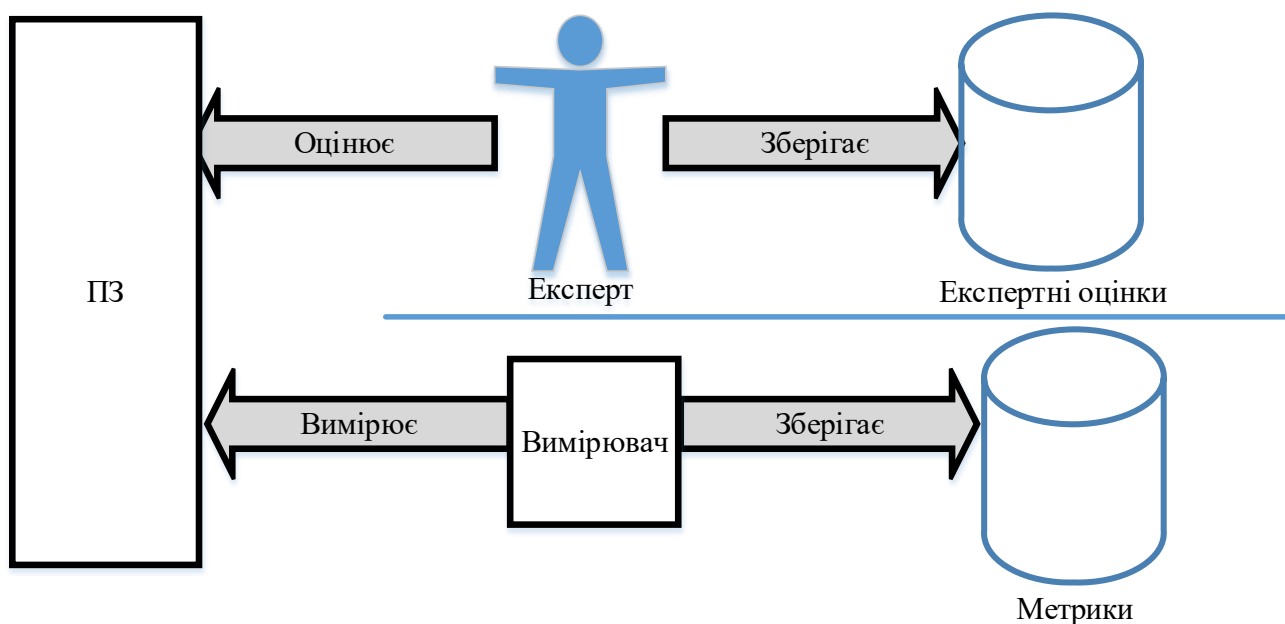 Оцінює
Зберігає
ПЗ
Експерт
Експертні оцінки
Вимірює
Вимірювач
Зберігає
Метрики